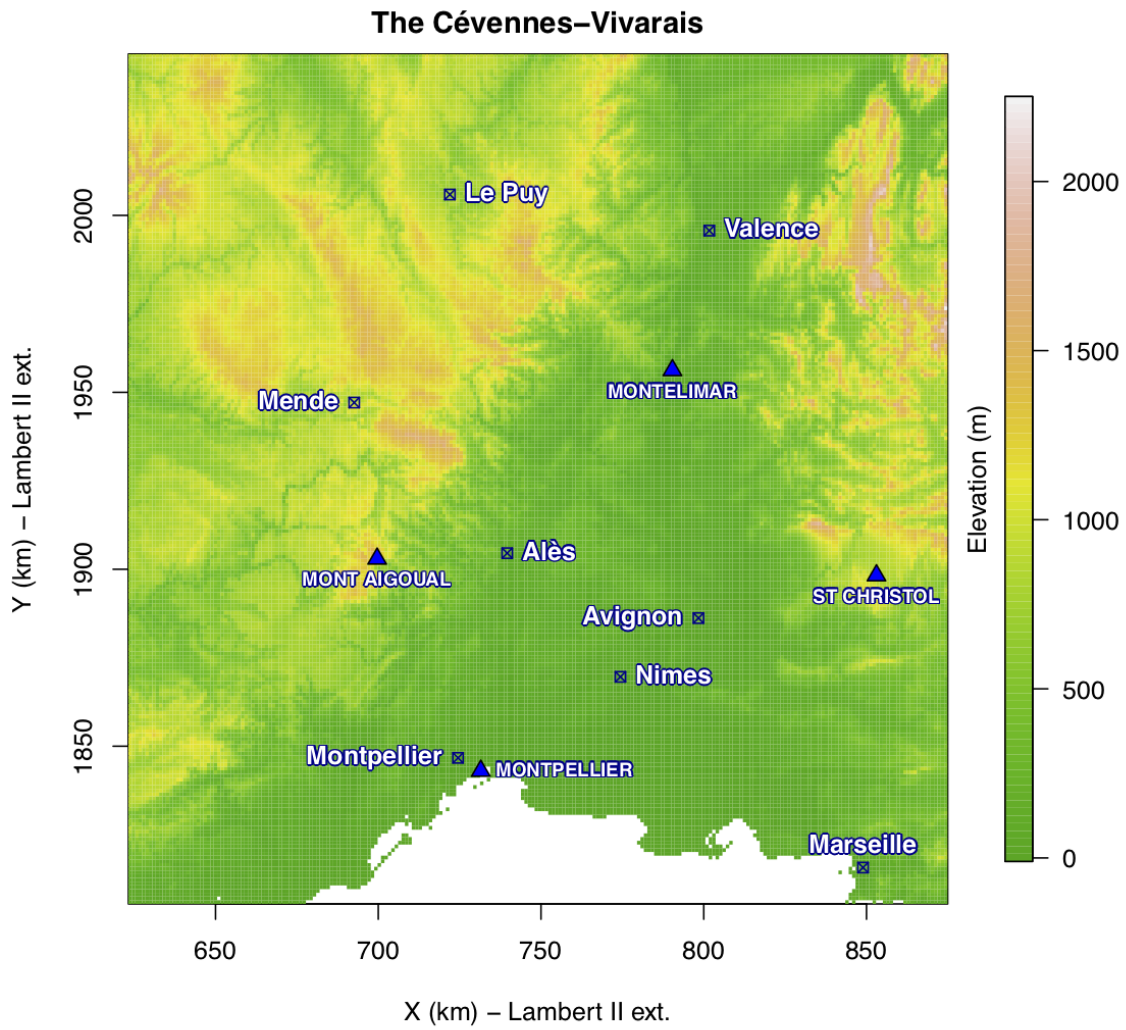 The Cévennes–Vivarais
Le Puy
Valence
MONTELIMAR
Mende
Alès
MONT AIGOUAL
ST CHRISTOL
Avignon
Nimes
Montpellier
MONTPELLIER
Marseille
2000
1950
1900
1850
Y (km) – Lambert II ext.
650 700 750 800 850
X (km) – Lambert II ext.
2000
1500
1000
500
0
Elevation (m)